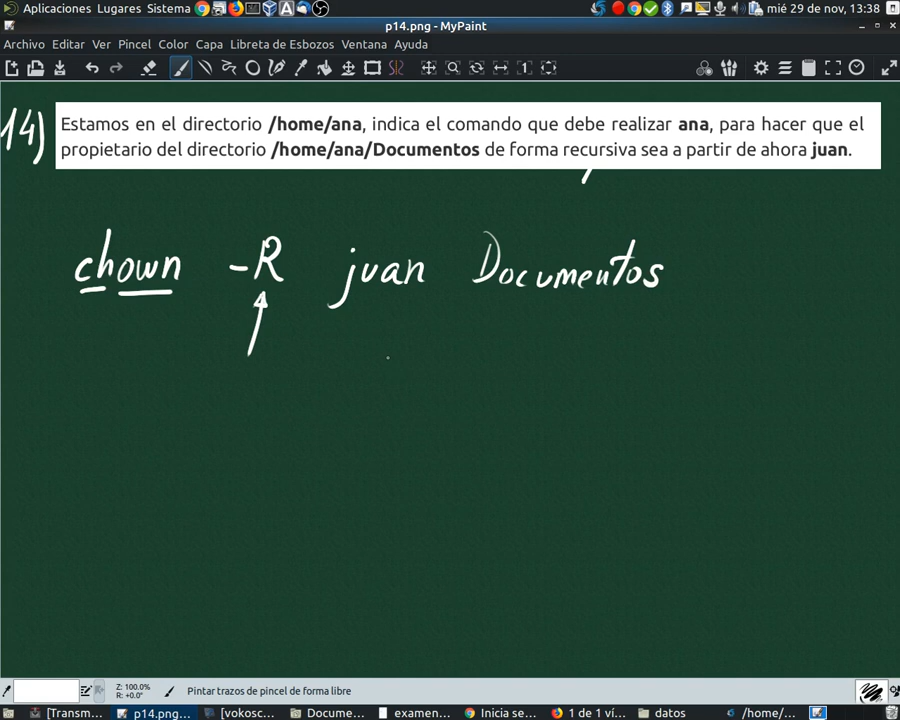 Aplicaciones Lugares Sistema mié 29 de nov, 13:38
p14.png - MyPaint
Archivo Editar Ver Pincel Color Capa Libreta de Esbozos Ventana Ayuda
14) Estamos en el directorio /home/ana, indica el comando que debe realizar ana, para hacer que el
propietario del directorio /home/ana/Documentos de forma recursiva sea a partir de ahora juan.
chown -R juan Documentos
Z: 100.0%
R: +0.0°
Pintar trazos de pincel de forma libre
[Transm... p14.png... [vokosc... Docume... examen... Inicia se... 1 de 1 ví... datos /home/...